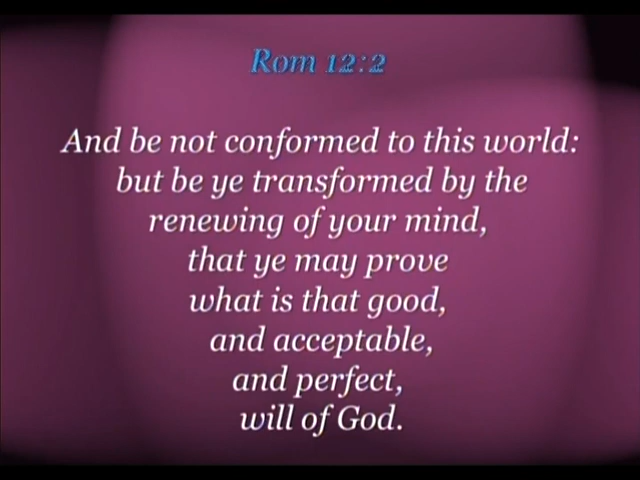 Rom 12:2
And be not conformed to this world:
but be ye transformed by the
renewing of your mind,
that ye may prove
what is that good,
and acceptable,
and perfect,
will of God.